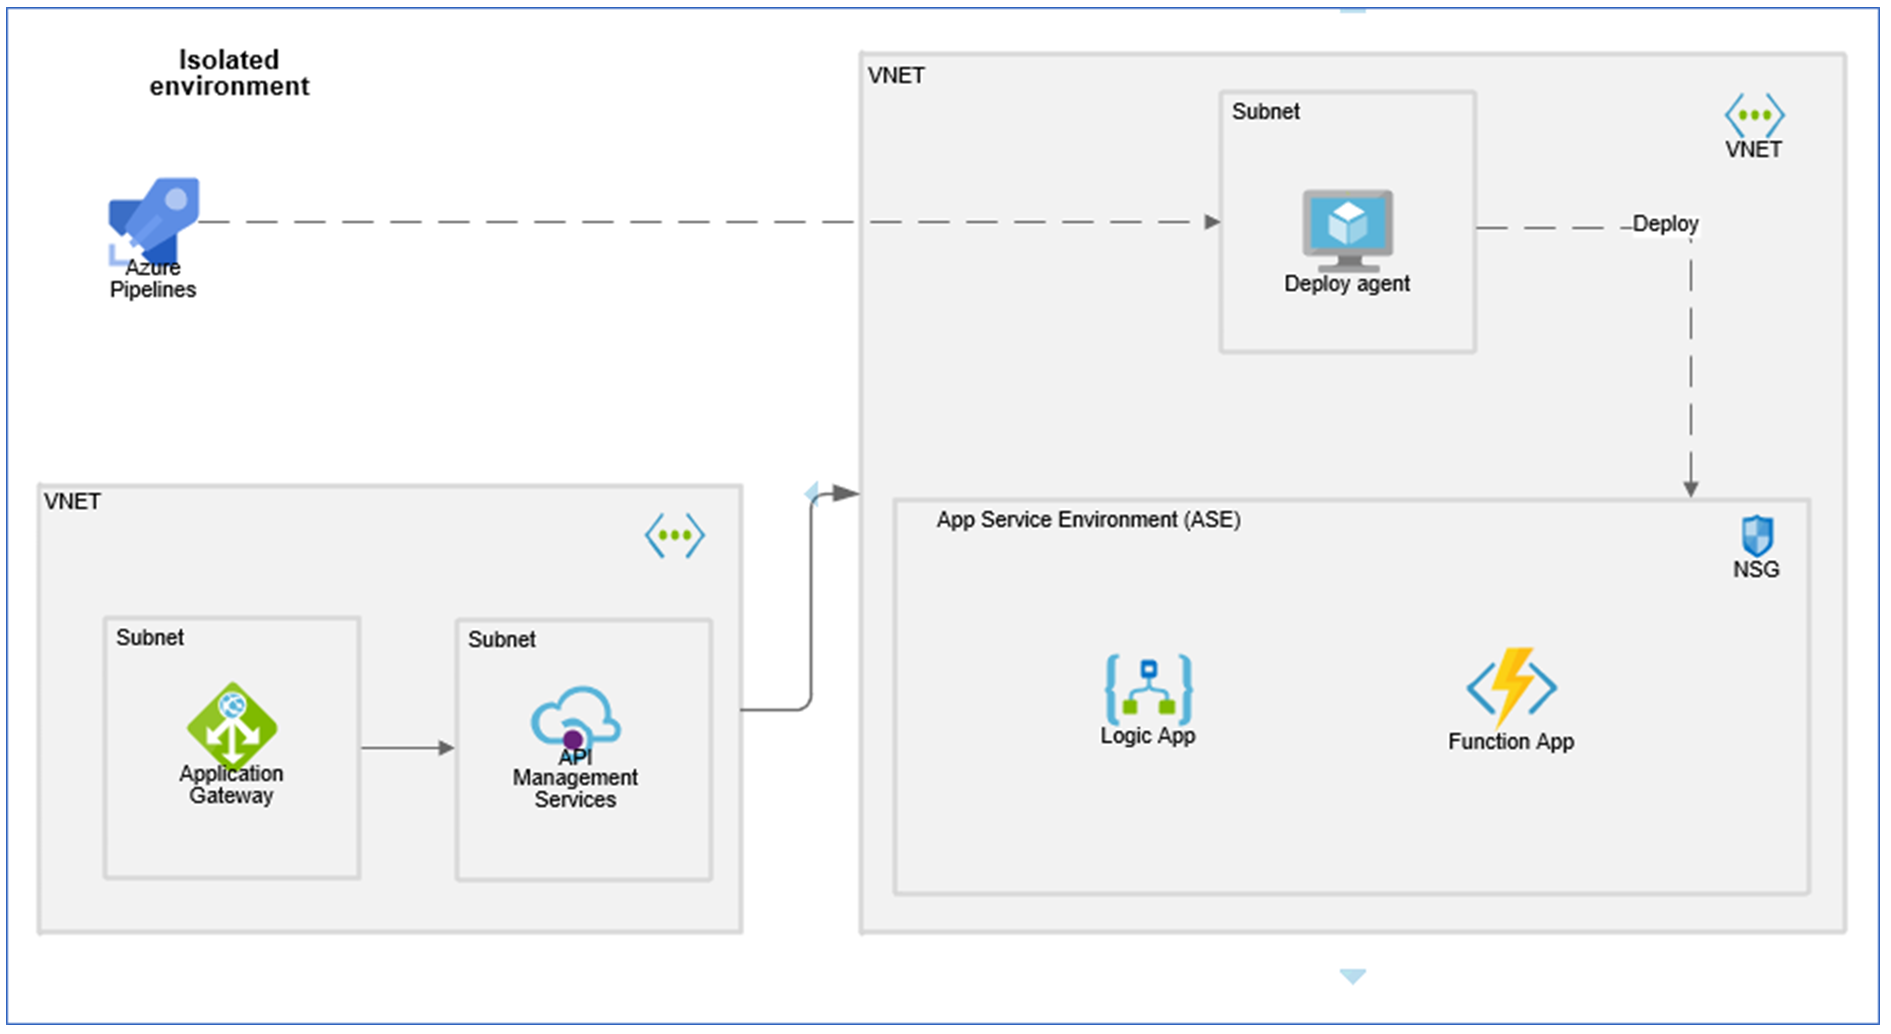 Isolated
environment
VNET
Subnet
VNET
Deploy
Deploy agent
Azure
Pipelines
VNET
App Service Environment (ASE)
NSG
Subnet
Subnet
Logic App
Function App
Application
Gateway
API
Management
Services